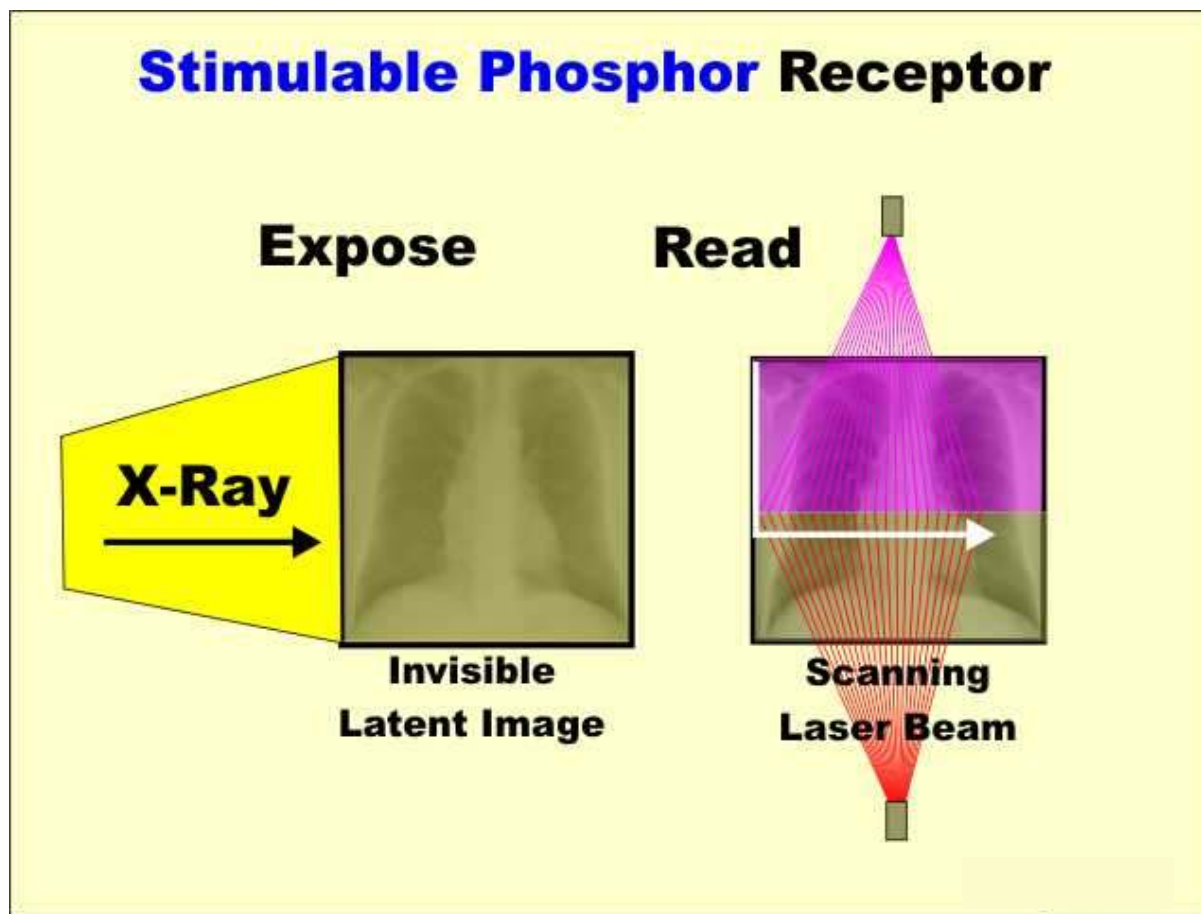 Stimulable Phosphor Receptor
Expose
Read
X-Ray
Invisible
Latent Image
Scanning
Laser Beam